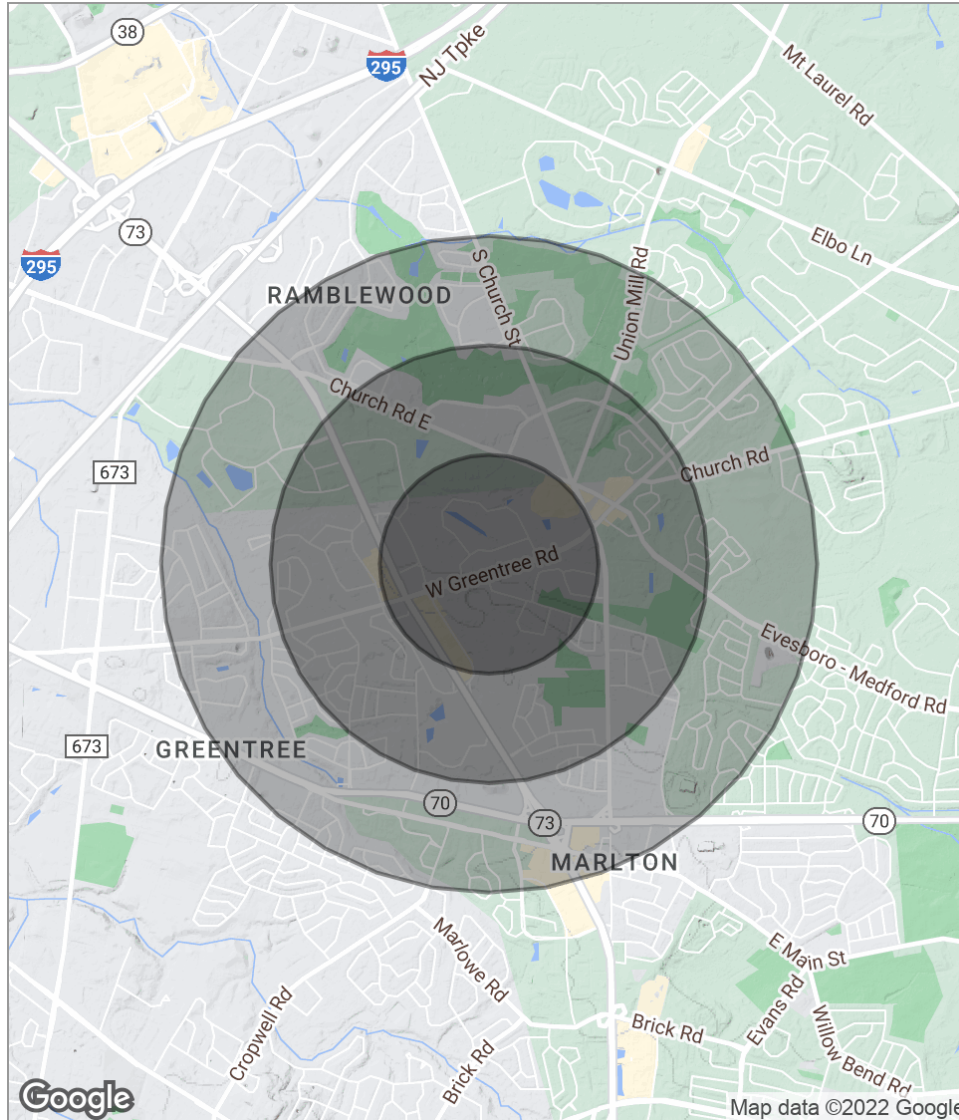 38
NJ Tpke
295
Mt Laurel Rd
73
Elbo Ln
295
S Church St
Union Mill Rd
RAMBLEWOOD
Church Rd E
Church Rd
673
W Greentree Rd
Evesboro - Medford Rd
673
GREENTREE
70
73
70
MARLTON
Marlowe Rd
E Main St
Cropwell Rd
Evans Rd
Willow Bend Rd
Brick Rd
Brick Rd
Google
Map data ©2022 Google